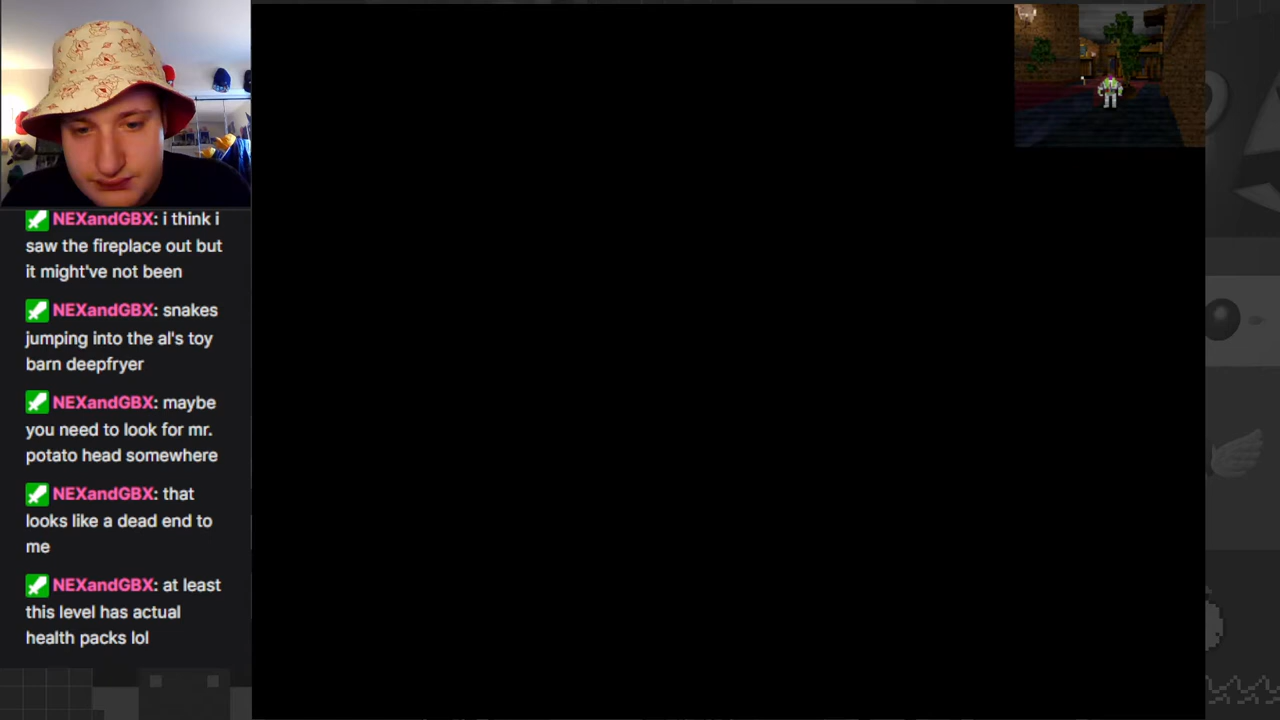 NEXandGBX: i think i
saw the fireplace out but
it might've not been
NEXandGBX: snakes
jumping into the al's toy
barn deepfryer
NEXandGBX: maybe
you need to look for mr.
potato head somewhere
NEXandGBX: that
looks like a dead end to
me
NEXandGBX: at least
this level has actual
health packs lol